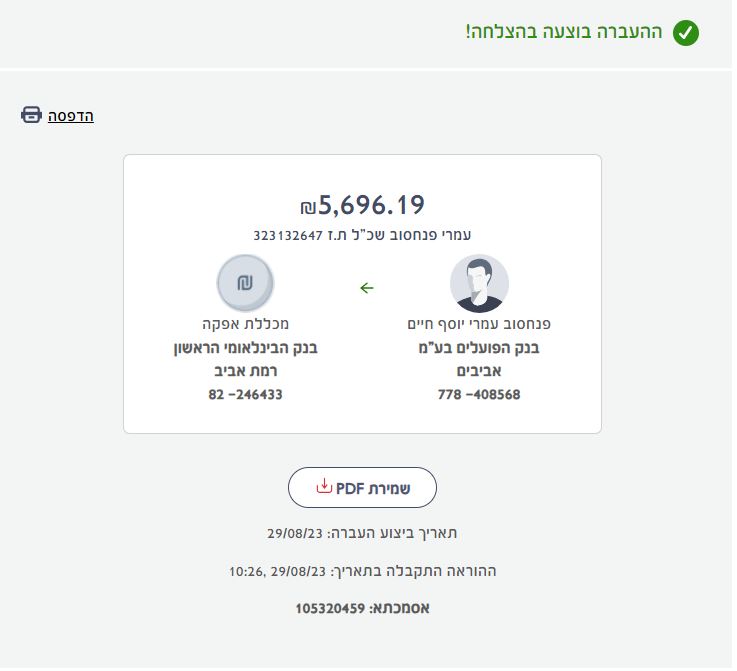 ההעברה בוצעה בהצלחה!
הדפסה
₪5,696.19
עמרי פנחסוב שכ"ל ת.ז 323132647
פנחסוב עמרי יוסף חיים
בנק הפועלים בע"מ
אביבים
778 -408568
₪
מכללת אפקה
בנק הבינלאומי הראשון
רמת אביב
82 -246433
שמירת PDF
תאריך ביצוע העברה: 29/08/23
ההוראה התקבלה בתאריך: 29/08/23, 10:26
אסמכתא: 105320459